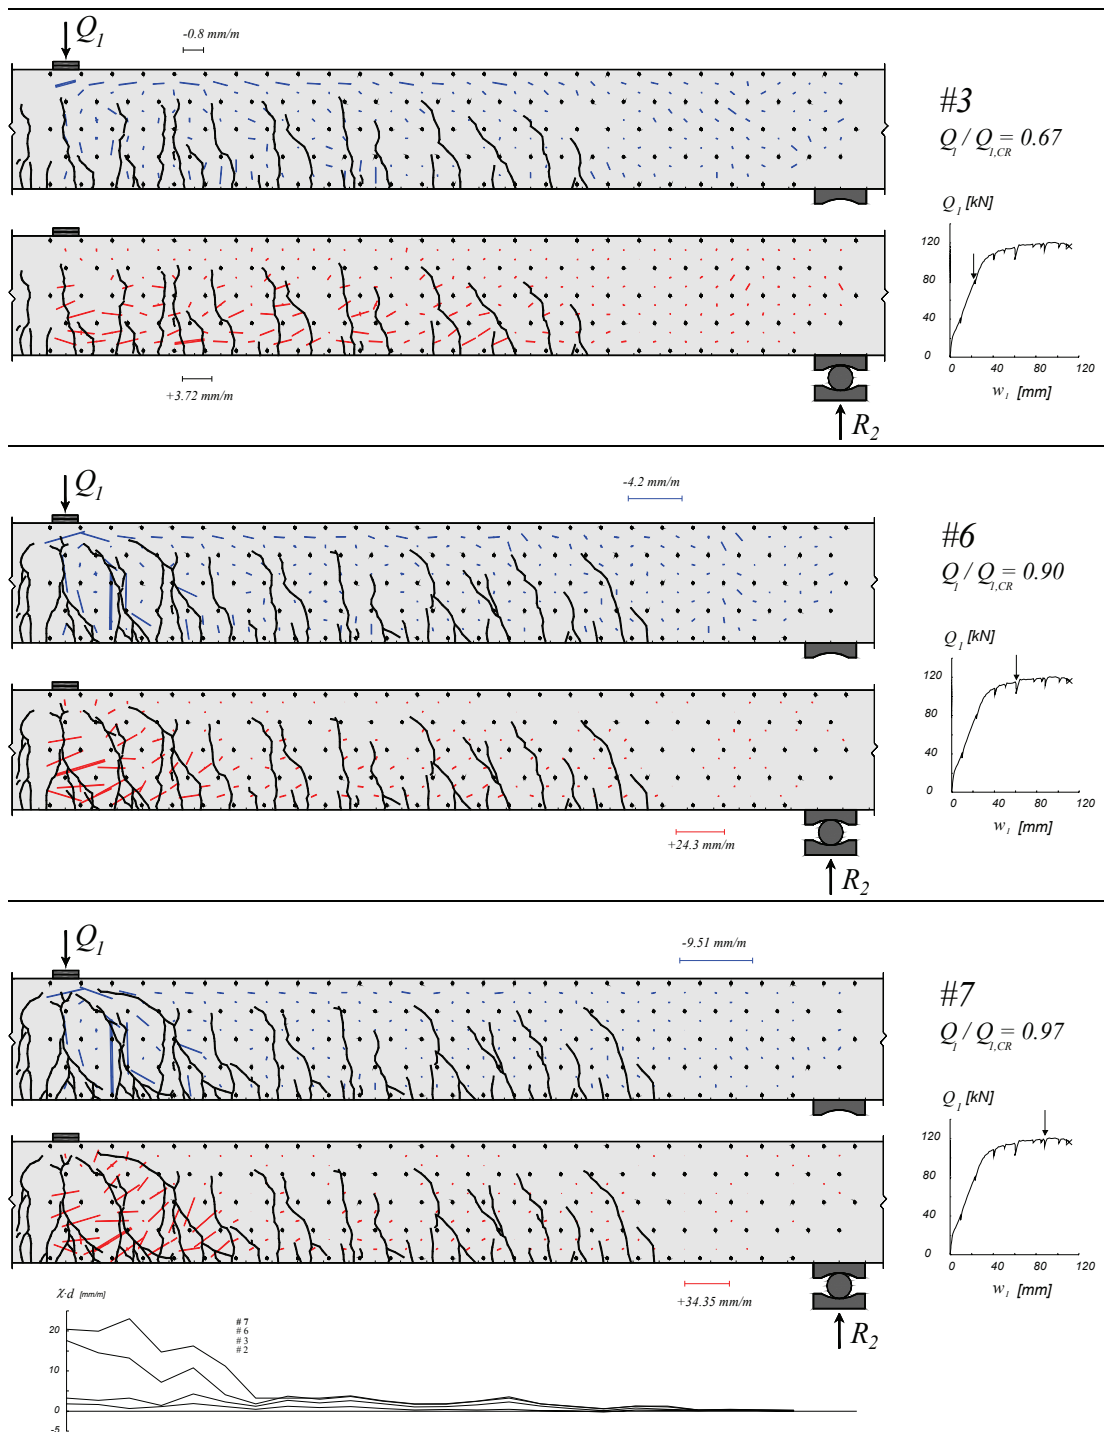 Q1
-0.8 mm/m
#3
Q1 / Q1,CR = 0.67
Q1 [kN]
120
80
40
0
40
80
120
w1 [mm]
+3.72 mm/m
R2
Q1
-4.2 mm/m
#6
Q1 / Q1,CR = 0.90
Q1 [kN]
120
80
40
0
0
40
80
120
w1 [mm]
+24.3 mm/m
R2
Q1
-9.51 mm/m
#7
Q1 / Q1,CR = 0.97
Q1 [kN]
120
80
40
0
0
40
80
120
w1 [mm]
+34.35 mm/m
R2
χ·d [mm/m]
20
10
0
-5
# 7
# 6
# 3
# 2